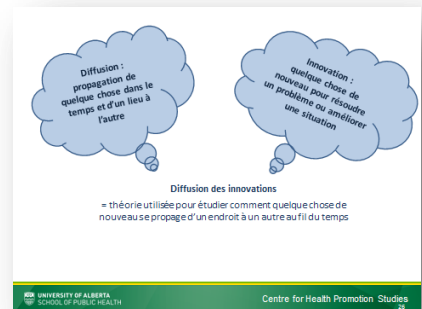 Diffusion :
propagation de
quelque chose dans le
temps et d'un lieu à
l'autre
Innovation :
quelque chose de
nouveau pour résoudre
un problème ou améliorer
une situation
Diffusion des innovations
= théorie utilisée pour étudier comment quelque chose de
nouveau se propage d'un endroit à un autre au fil du temps
UNIVERSITY OF ALBERTA
SCHOOL OF PUBLIC HEALTH
Centre for Health Promotion Studies
26